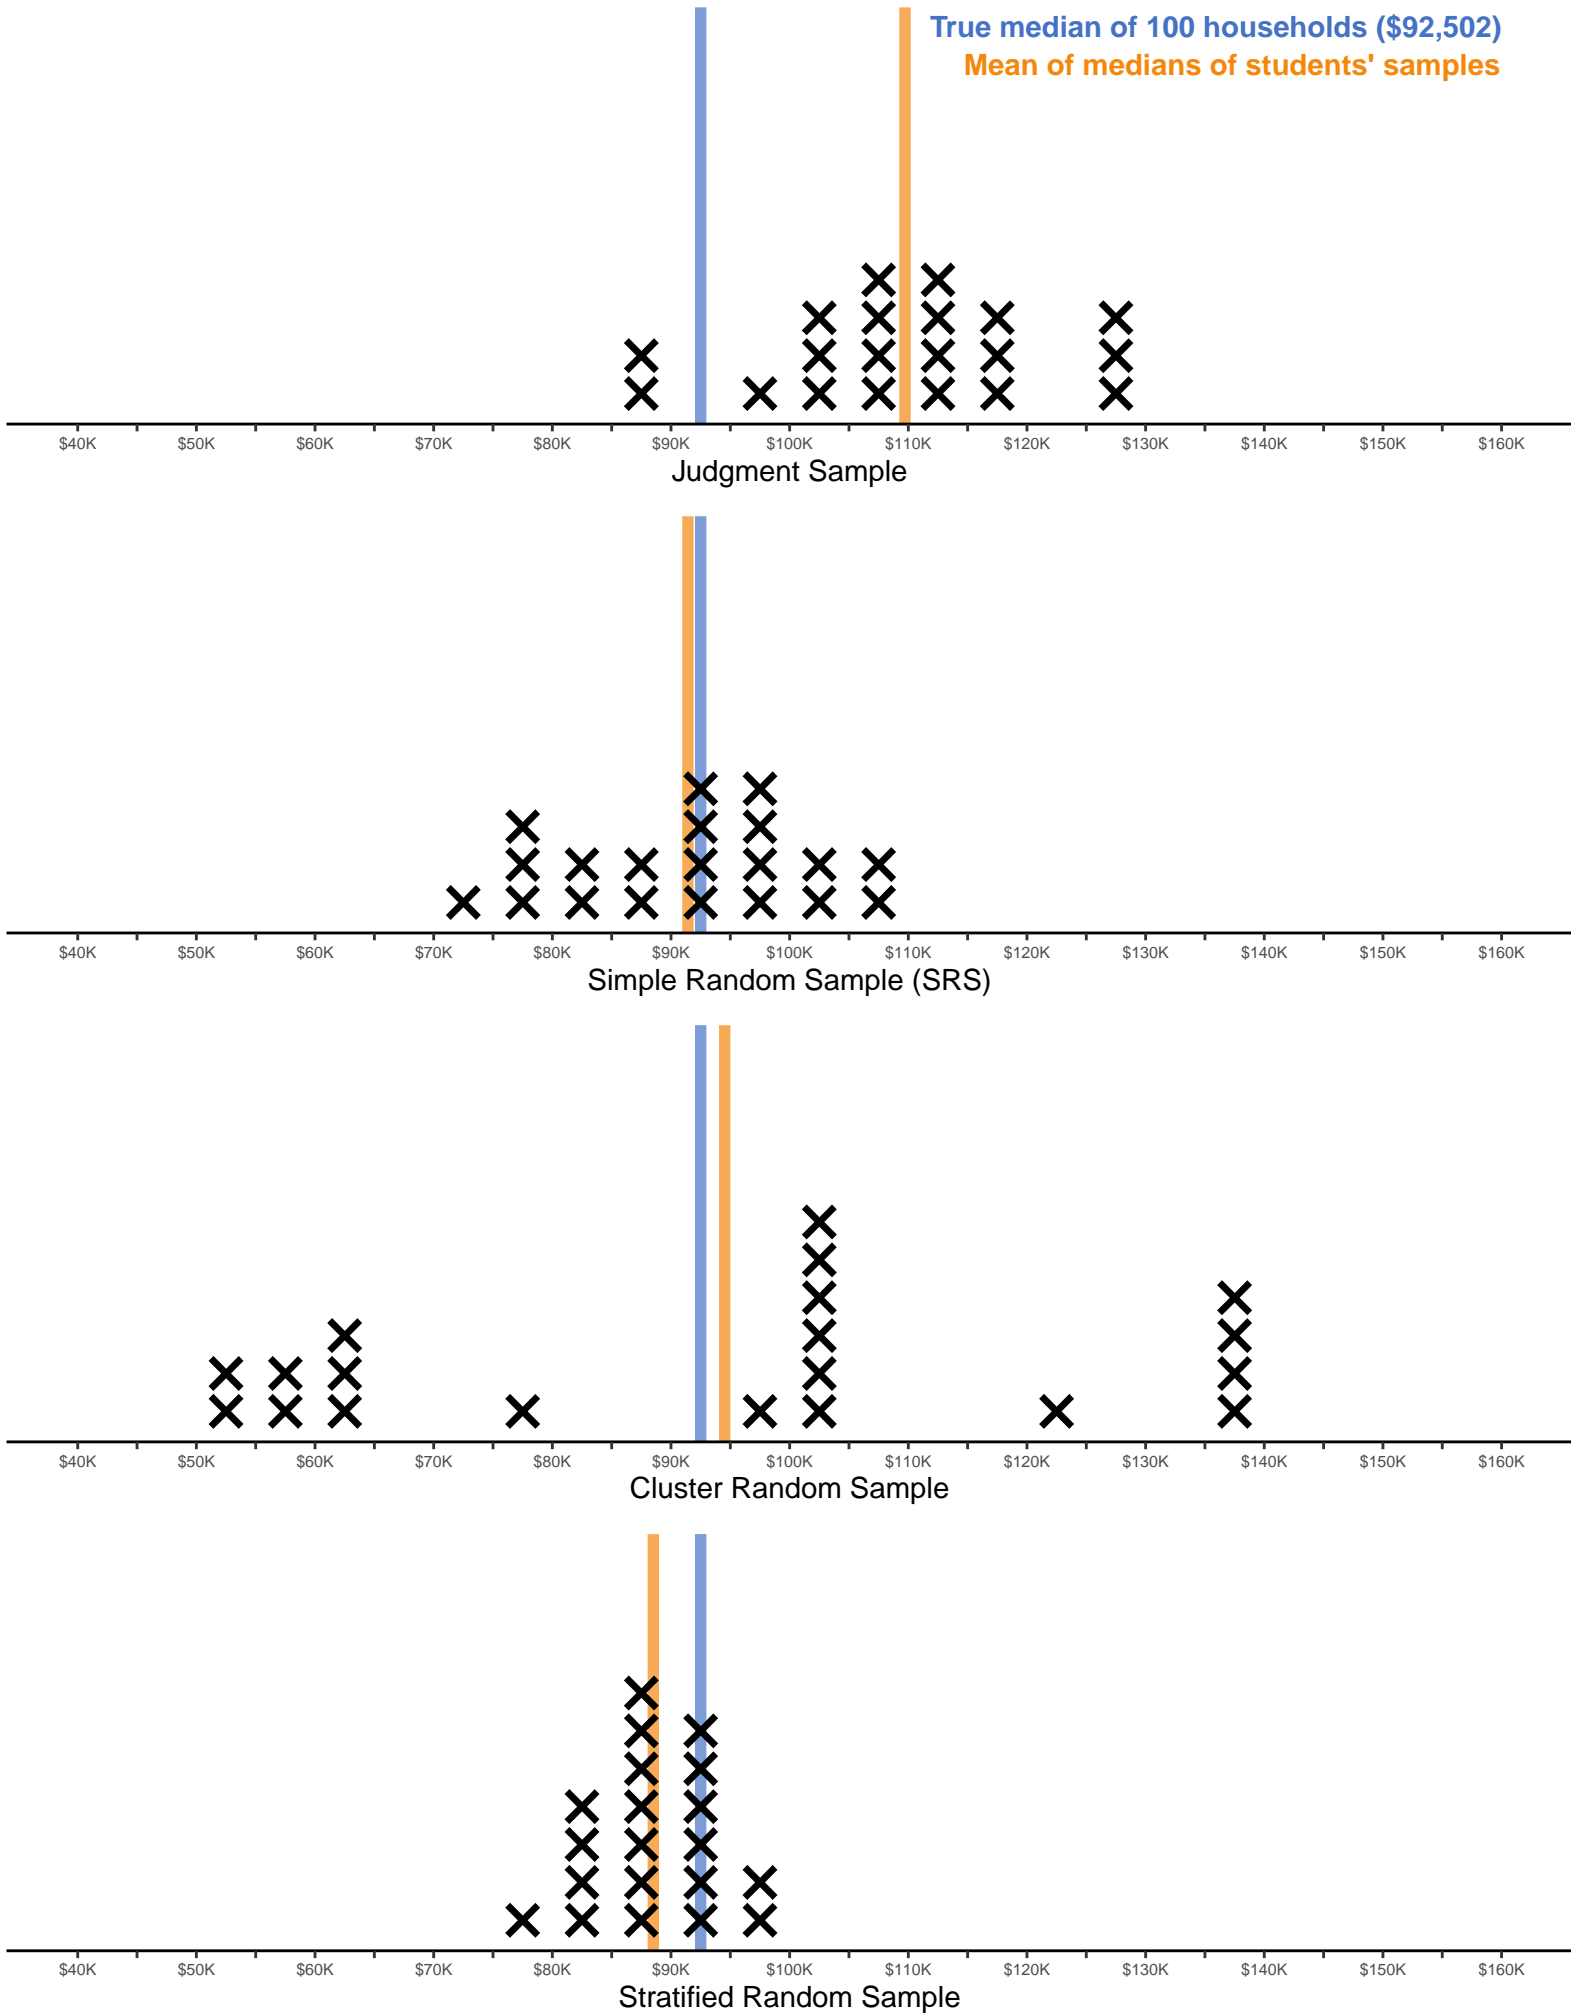 True median of 100 households ($92,502)
Mean of medians of students' samples
$40K $50K $60K $70K $80K $90K $100K $110K $120K $130K $140K $150K $160K
Judgment Sample
$40K $50K $60K $70K $80K $90K $100K $110K $120K $130K $140K $150K $160K
Simple Random Sample (SRS)
$40K $50K $60K $70K $80K $90K $100K $110K $120K $130K $140K $150K $160K
Cluster Random Sample
$40K $50K $60K $70K $80K $90K $100K $110K $120K $130K $140K $150K $160K
Stratified Random Sample